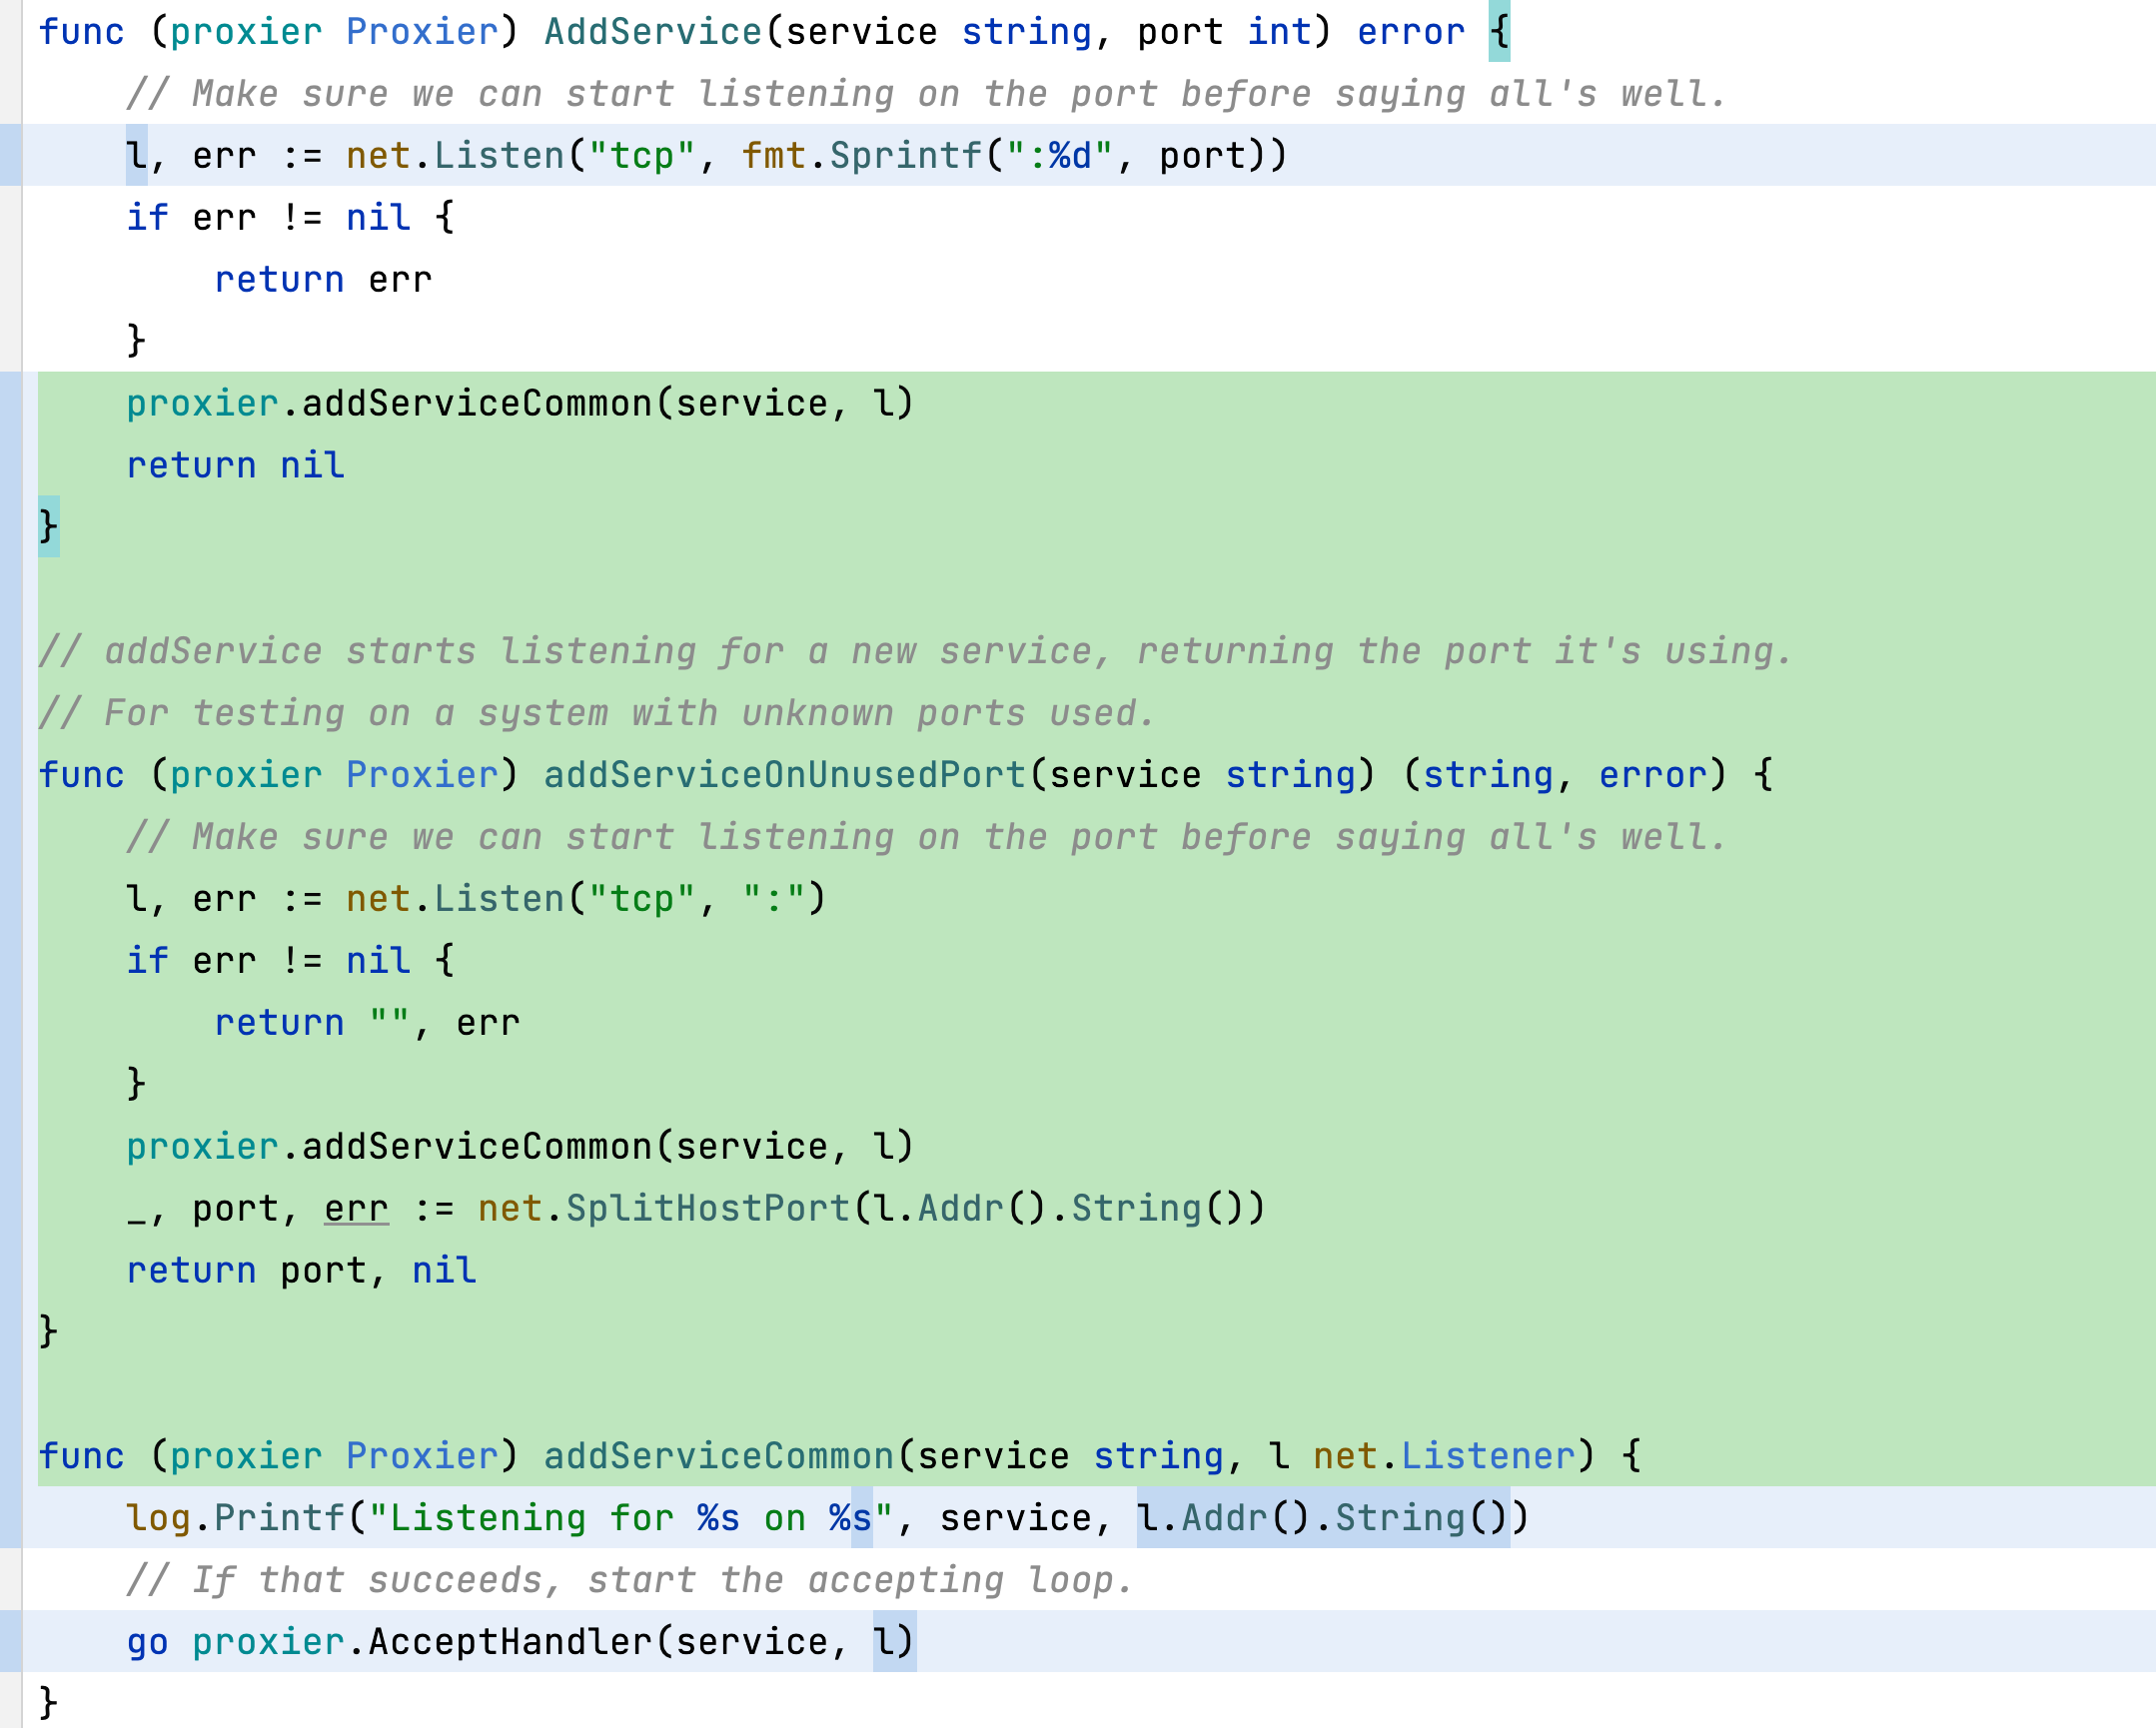 func (proxier Proxier) AddService(service string, port int) error {
    // Make sure we can start listening on the port before saying all's well.
    l, err := net.Listen("tcp", fmt.Sprintf(":%d", port))
    if err != nil {
        return err
    }
    proxier.addServiceCommon(service, l)
    return nil
}

// addService starts listening for a new service, returning the port it's using.
// For testing on a system with unknown ports used.
func (proxier Proxier) addServiceOnUnusedPort(service string) (string, error) {
    // Make sure we can start listening on the port before saying all's well.
    l, err := net.Listen("tcp", ":")
    if err != nil {
        return "", err
    }
    proxier.addServiceCommon(service, l)
    _, port, err := net.SplitHostPort(l.Addr().String())
    return port, nil
}

func (proxier Proxier) addServiceCommon(service string, l net.Listener) {
    log.Printf("Listening for %s on %s", service, l.Addr().String())
    // If that succeeds, start the accepting loop.
    go proxier.AcceptHandler(service, l)
}